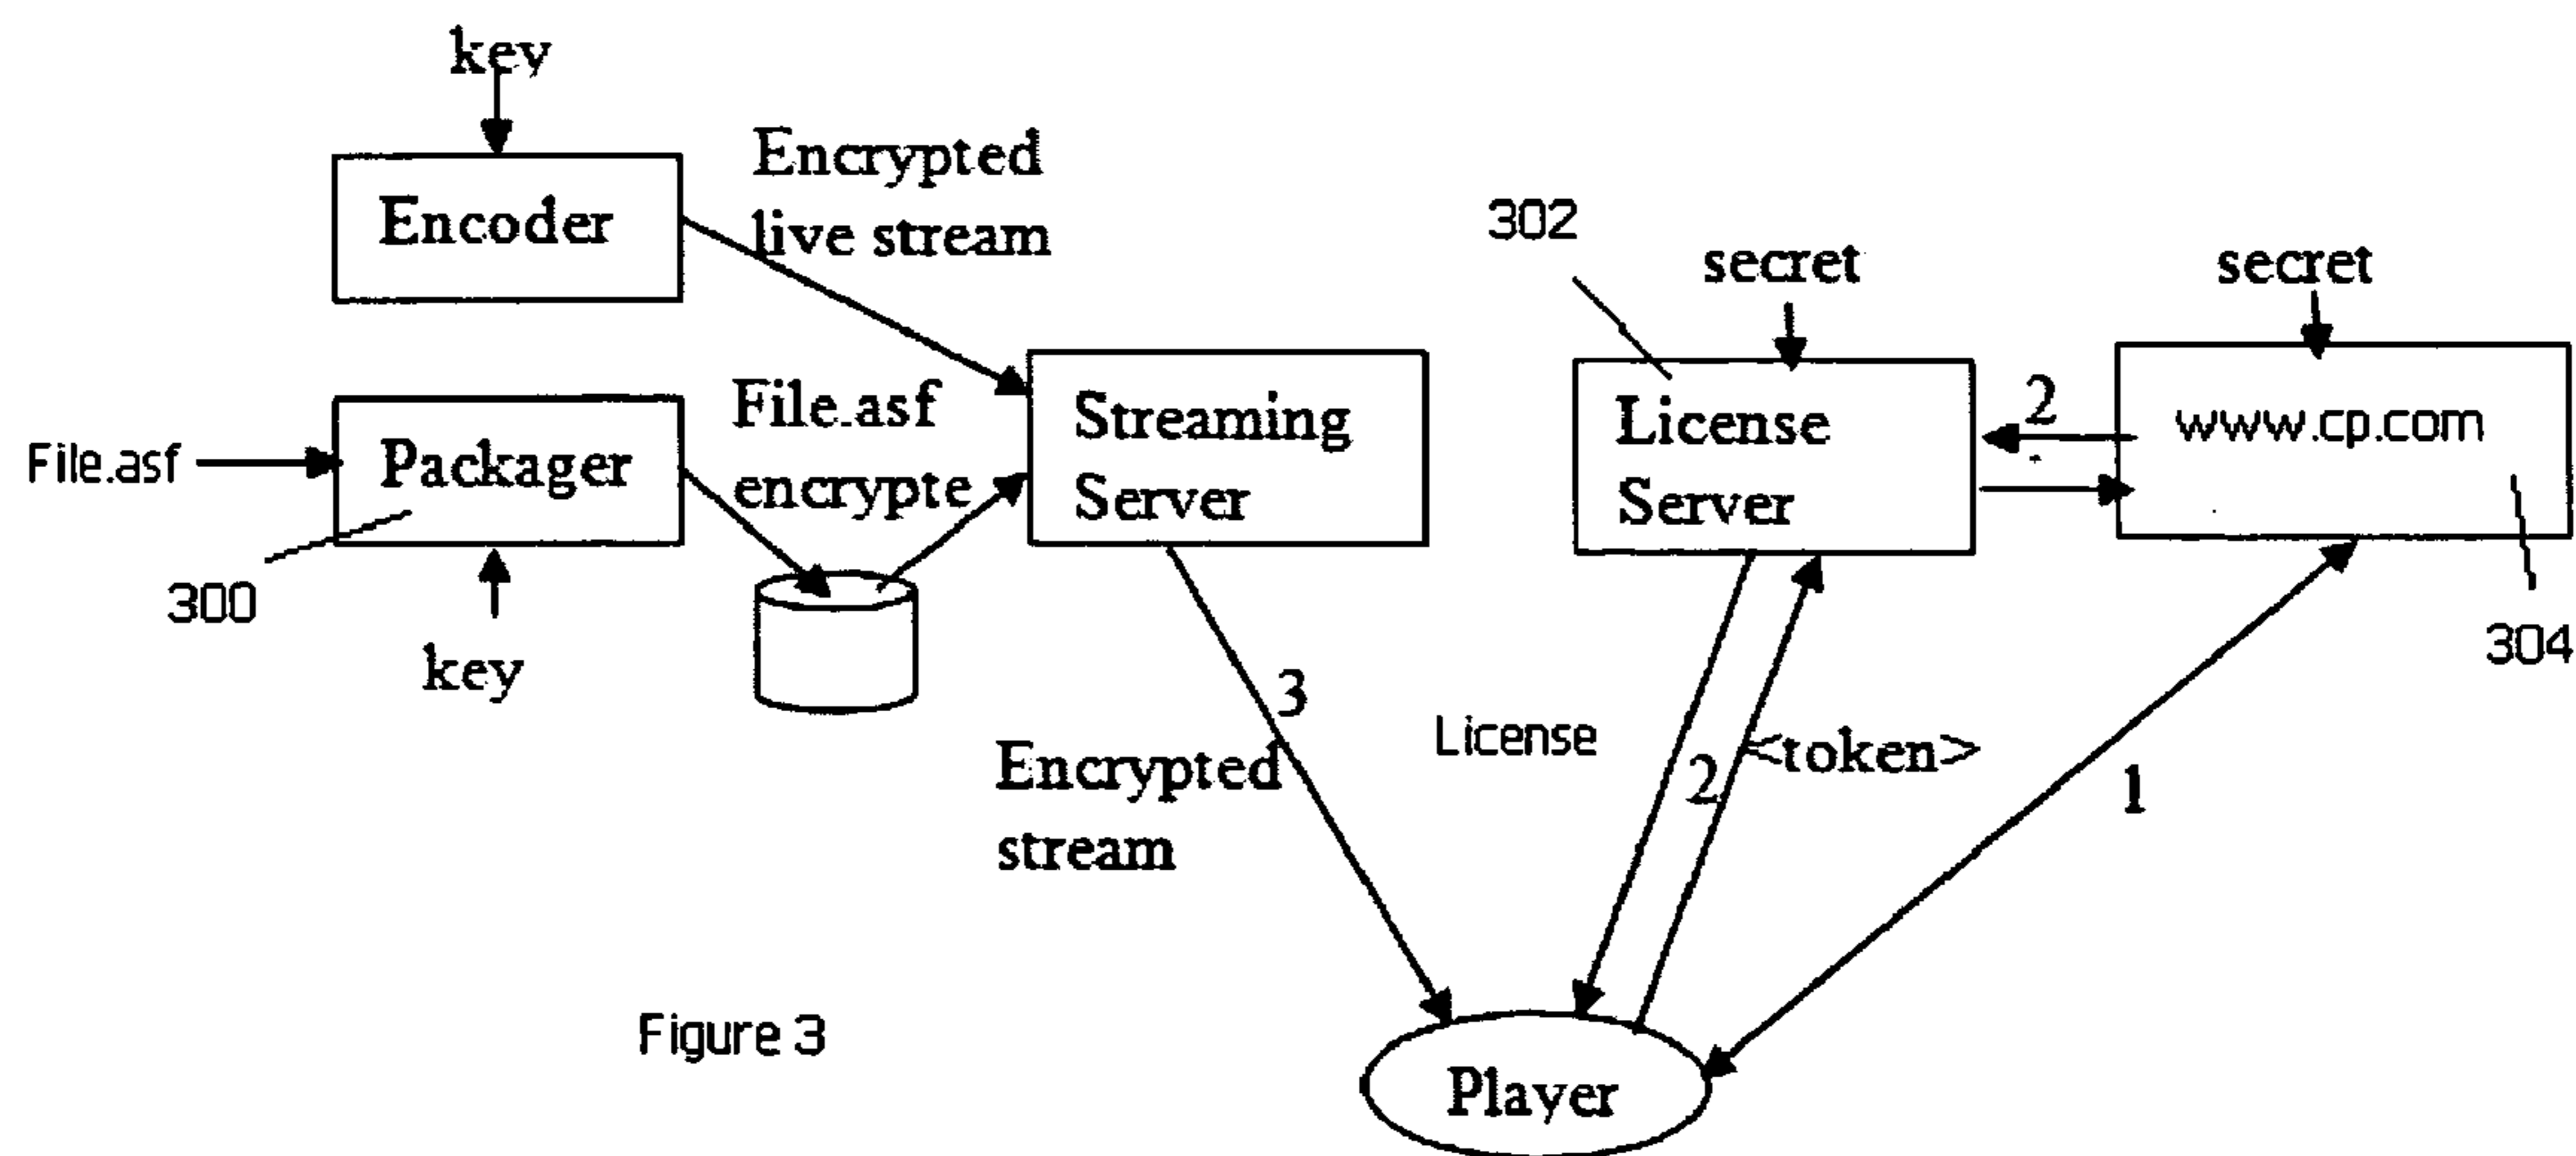 key
Encoder
Encrypted
live stream
File.asf
Packager
300
key
File.asf
encrypte
Streaming
Server
302
secret
License
Server
secret
2
www.cp.com
304
3
Encrypted
stream
License
2
<token>
1
Player
Figure 3